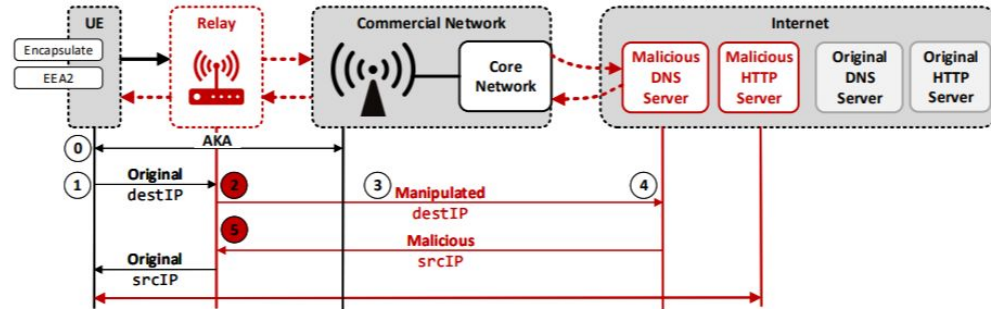 UE
Relay
Commercial Network
Internet
Encapsulate
EEA2
Core
Network
Malicious
DNS
Server
Malicious
HTTP
Server
Original
DNS
Server
Original
HTTP
Server
0
AKA
1
Original
destIP
2
3
Manipulated
destIP
4
5
Malicious
srcIP
Original
srcIP